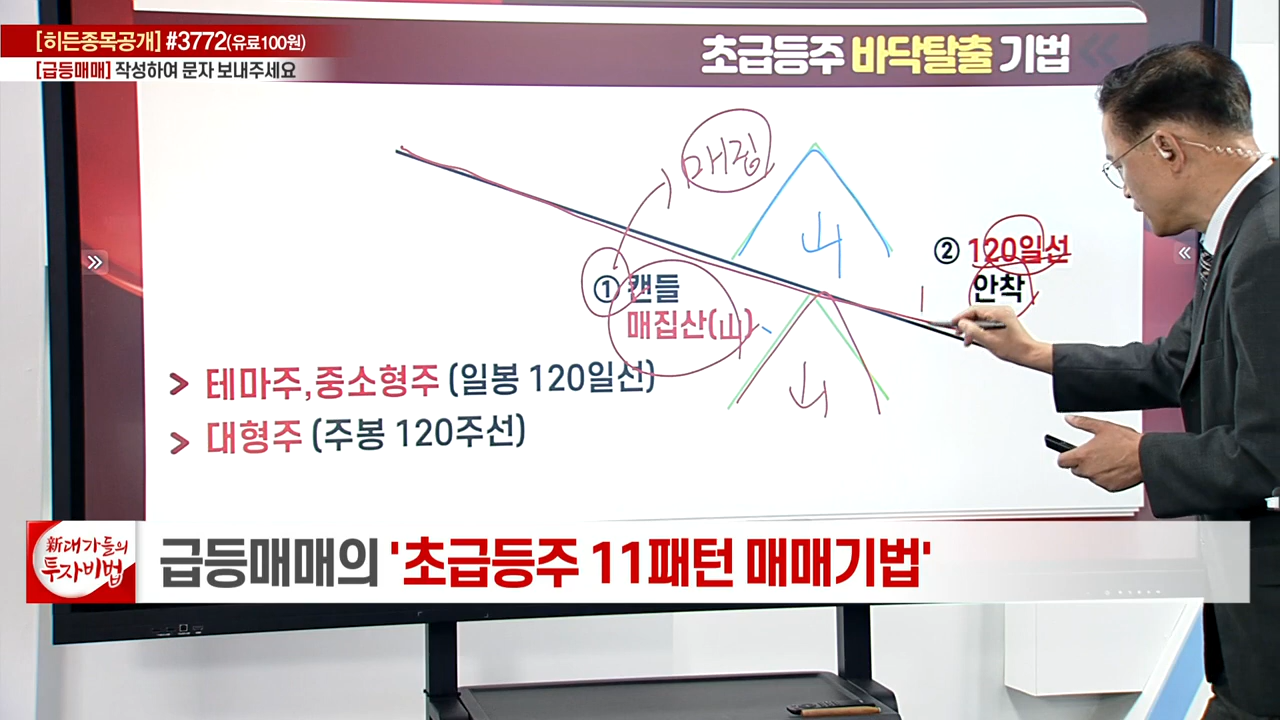 [히든종목공개] #3772(유료100원)
[급등매매] 작성하여 문자 보내주세요
초급등주 바닥탈출 기법
매집
山
① 캔들
매집산(山)
② 120일선
안착
山
> 테마주,중소형주 (일봉 120일선)
> 대형주 (주봉 120주선)
新대가들의
투자비법
급등매매의 '초급등주 11패턴 매매기법'